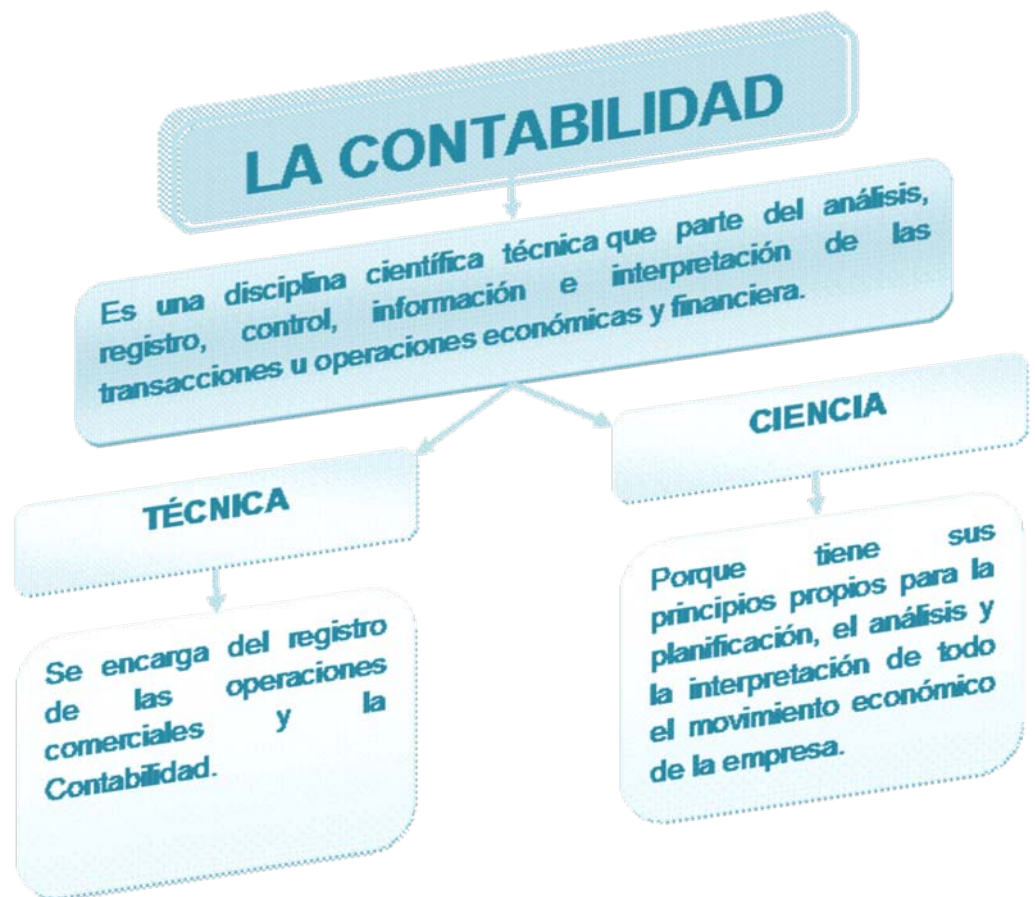 LA CONTABILIDAD
Es una disciplina científica técnica que parte del análisis,
registro, control, información e interpretación de las
transacciones u operaciones económicas y financiera.
TÉCNICA
Se encarga del registro
de las operaciones
comerciales y la
Contabilidad.
CIENCIA
Porque tiene sus
principios propios para la
planificación, el análisis y
la interpretación de todo
el movimiento económico
de la empresa.